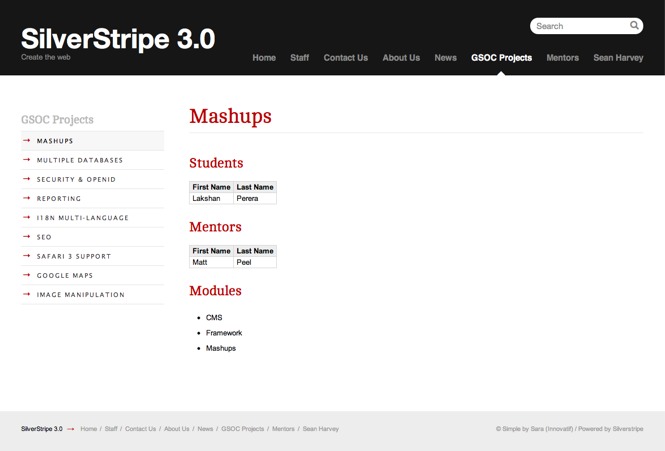 SilverStripe 3.0
Create the web
Search
Home Staff Contact Us About Us News GSOC Projects Mentors Sean Harvey
GSOC Projects
→ MASHUPS
→ MULTIPLE DATABASES
→ SECURITY & OPENID
→ REPORTING
→ I18N MULTI-LANGUAGE
→ SEO
→ SAFARI 3 SUPPORT
→ GOOGLE MAPS
→ IMAGE MANIPULATION
Mashups
Students
First Name Last Name
Lakshan Perera
Mentors
First Name Last Name
Matt Peel
Modules
• CMS
• Framework
• Mashups
SilverStripe 3.0 → Home / Staff / Contact Us / About Us / News / GSOC Projects / Mentors / Sean Harvey
© Simple by Sara (Innovatif) / Powered by Silverstripe